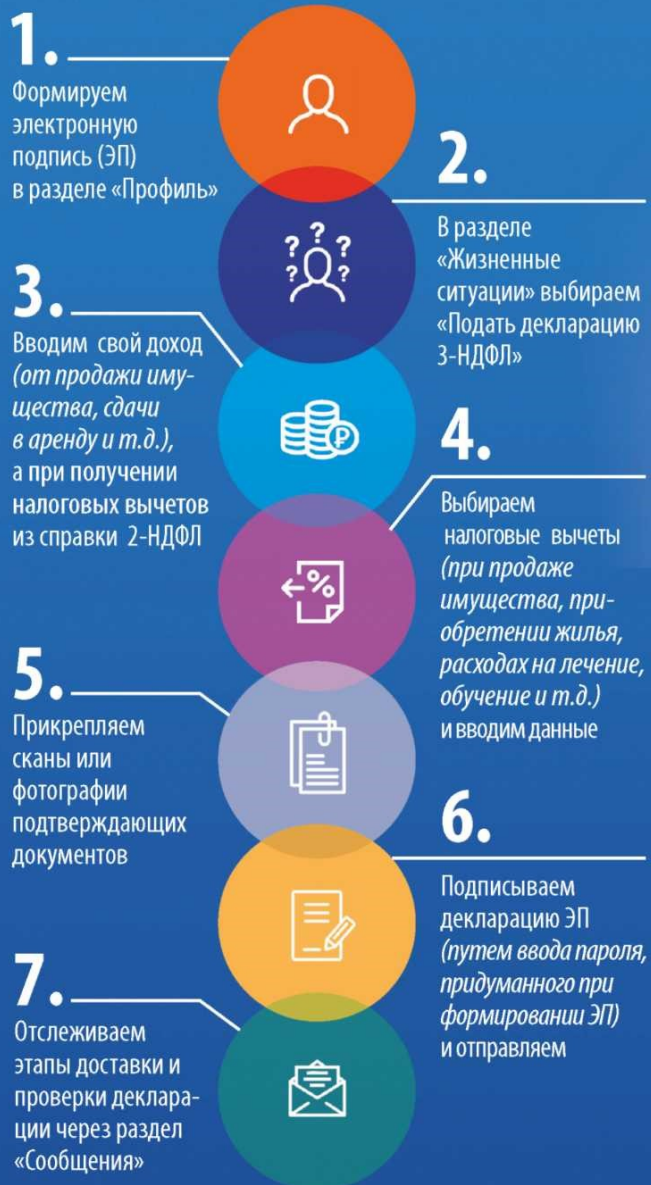 1.
Формируем
электронную
подпись (ЭП)
в разделе «Профиль»
2.
В разделе
«Жизненные
ситуации» выбираем
«Подать декларацию
3-НДФЛ»
3.
Вводим свой доход
(от продажи иму-
щества, сдачи
в аренду и т.д.),
а при получении
налоговых вычетов
из справки 2-НДФЛ
4.
Выбираем
налоговые вычеты
(при продаже
имущества, при-
обретении жилья,
расходах на лечение,
обучение и т.д.)
и вводим данные
5.
Прикрепляем
сканы или
фотографии
подтверждающих
документов
6.
Подписываем
декларацию ЭП
(путем ввода пароля,
придуманного при
формировании ЭП)
и отправляем
7.
Отслеживаем
этапы доставки и
проверки деклара-
ции через раздел
«Сообщения»